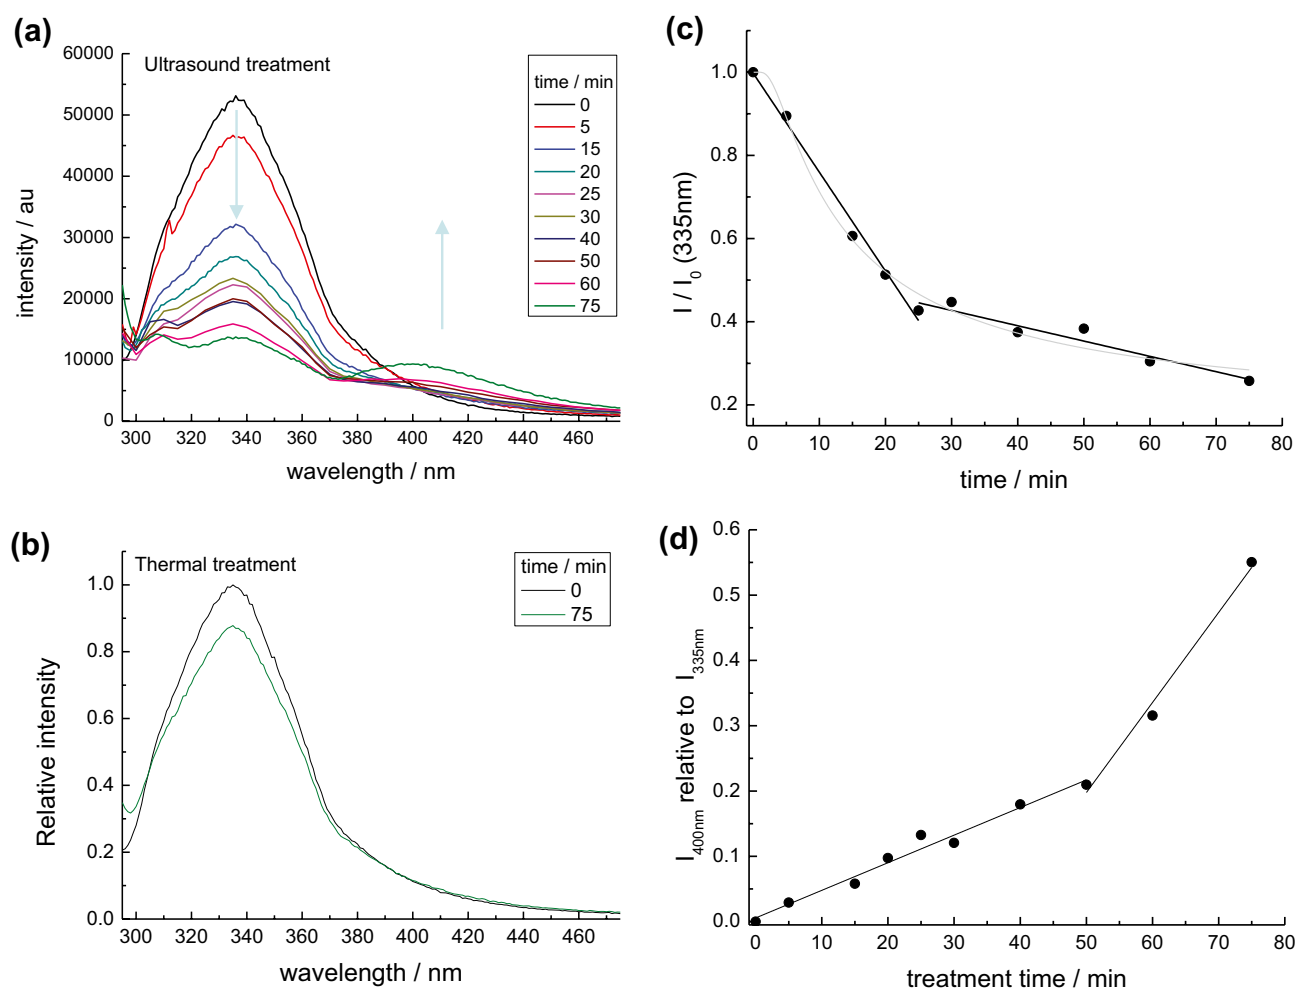 (a)
Ultrasound treatment
60000
50000
40000
30000
20000
10000
0
intensity / au
300 320 340 360 380 400 420 440 460
wavelength / nm
time / min
0
5
15
20
25
30
40
50
60
75
(c)
1.0
0.8
0.6
0.4
0.2
I / I0 (335nm)
0 10 20 30 40 50 60 70 80
time / min
(b)
Thermal treatment
1.0
0.8
0.6
0.4
0.2
0.0
Relative intensity
300 320 340 360 380 400 420 440 460
wavelength / nm
time / min
0
75
(d)
0.6
0.5
0.4
0.3
0.2
0.1
0.0
I400nm relative to I335nm
0 10 20 30 40 50 60 70 80
treatment time / min